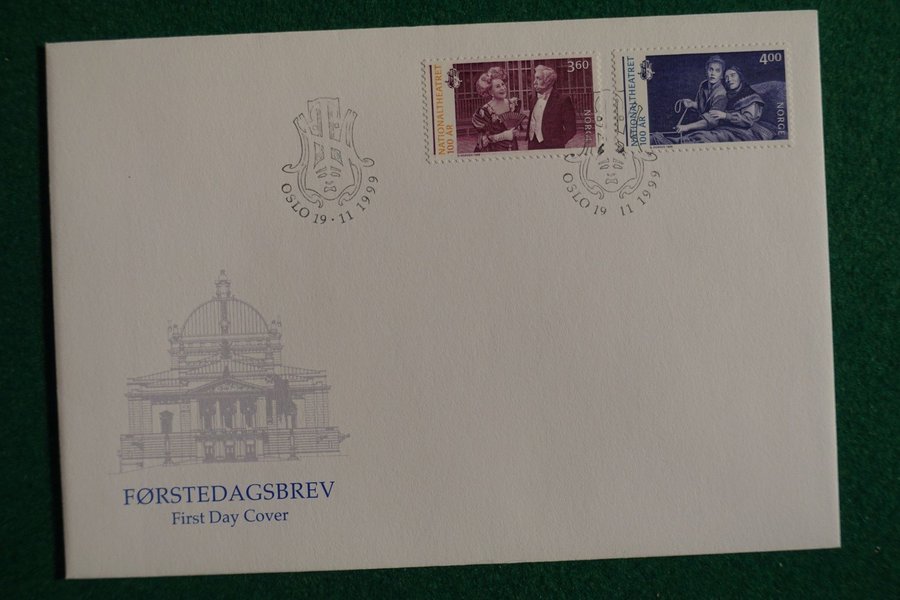 NATIONALTHEATRET
100 ÅR
3.60
NORGE
NATIONALTHEATRET
100 ÅR
4.00
NORGE
OSLO 19 · 11 1999
OSLO 19 11 1999
FØRSTEDAGSBREV
First Day Cover